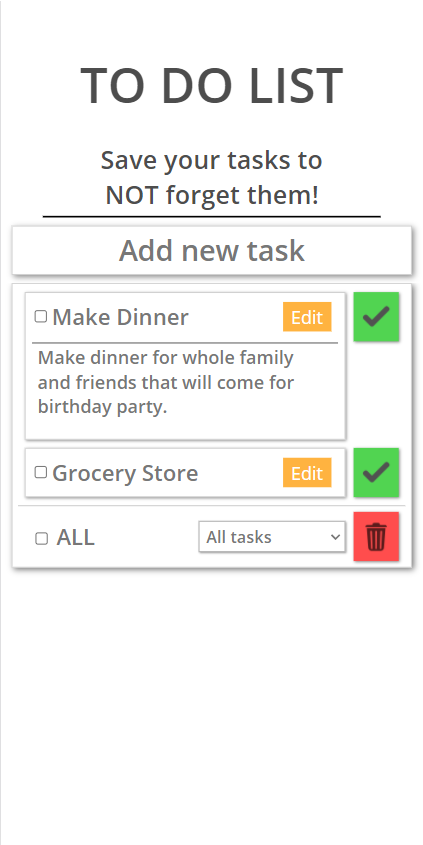 TO DO LIST
Save your tasks to
NOT forget them!
Add new task
Make Dinner Edit
Make dinner for whole family
and friends that will come for
birthday party.
Grocery Store Edit
ALL All tasks